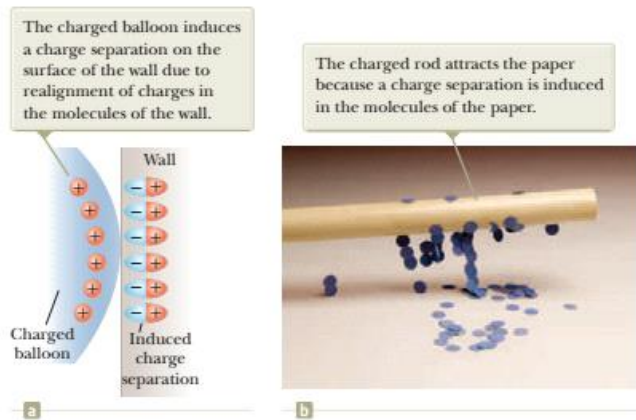 The charged balloon induces
a charge separation on the
surface of the wall due to
realignment of charges in
the molecules of the wall.
The charged rod attracts the paper
because a charge separation is induced
in the molecules of the paper.
Wall
+ - +
+ - +
+ - +
+ - +
+ - +
+ - +
Charged
balloon
Induced
charge
separation
a
b